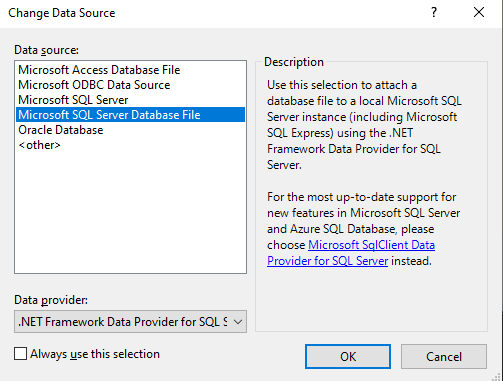 Change Data Source
?
Data source:
Microsoft Access Database File
Microsoft ODBC Data Source
Microsoft SQL Server
Microsoft SQL Server Database File
Oracle Database
<other>
Description
Use this selection to attach a
database file to a local Microsoft SQL
Server instance (including Microsoft
SQL Express) using the .NET
Framework Data Provider for SQL
Server.
For the most up-to-date support for
new features in Microsoft SQL Server
and Azure SQL Database, please
choose Microsoft SqlClient Data
Provider for SQL Server instead.
Data provider:
.NET Framework Data Provider for SQL S
Always use this selection
OK
Cancel